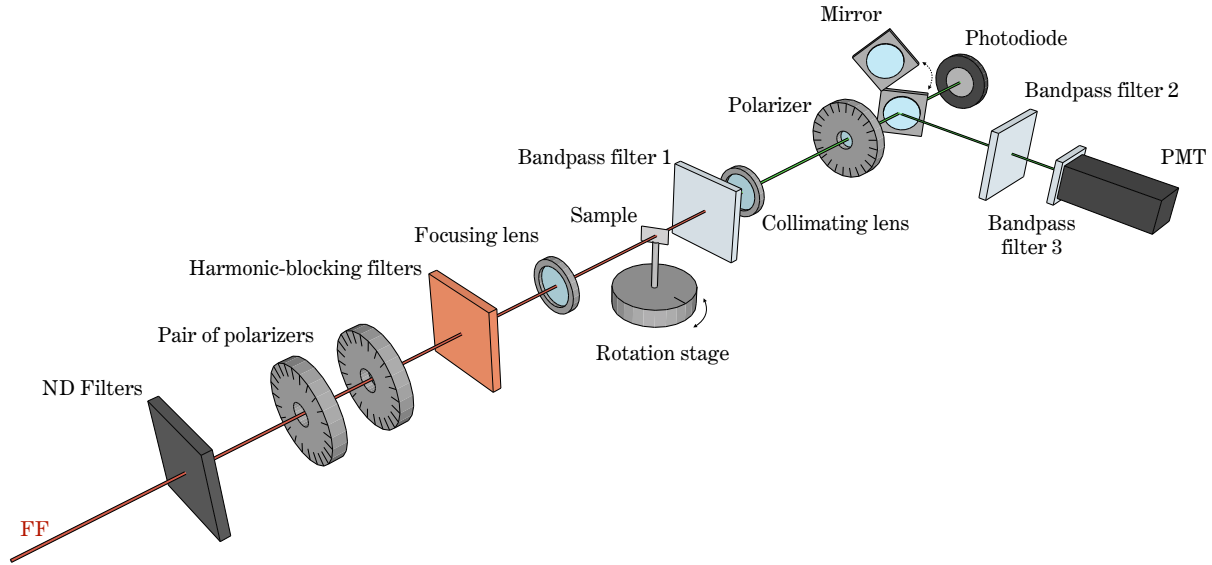 Mirror
Photodiode
Polarizer
Bandpass filter 2
Bandpass filter 1
PMT
Sample
Collimating lens
Bandpass
filter 3
Focusing lens
Harmonic-blocking filters
Rotation stage
Pair of polarizers
ND Filters
FF